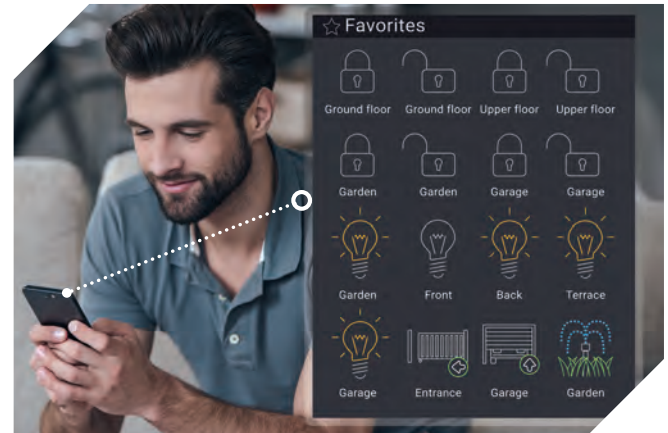 Favorites
Ground floor Ground floor Upper floor Upper floor
Garden Garden Garage Garage
Garden Front Back Terrace
Garage Entrance Garage Garden